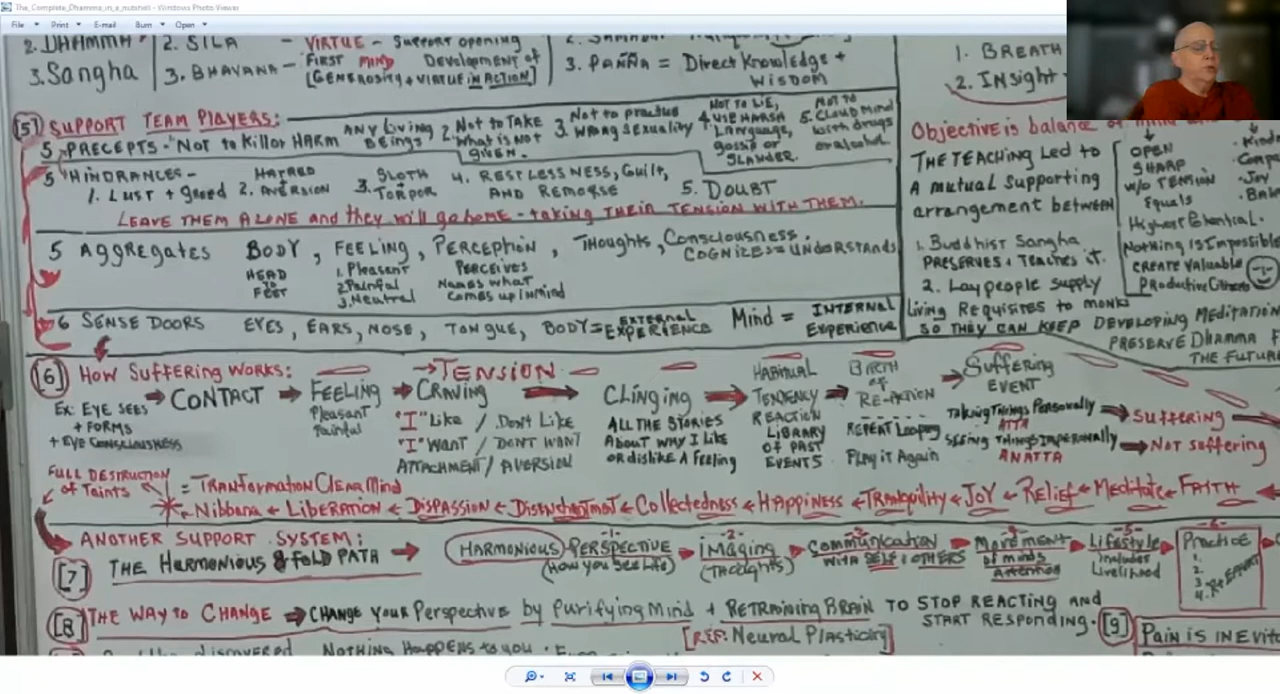 The_Complete_Dhamma_in_a_nutshell - Windows Photo Viewer
File Print E-mail Burn Open
2. DHAMMA 2. SILA - VIRTUE - Support opening
3. Sangha 3. BHAVANA - FIRST MIND Development of
[GENEROSITY + VIRTUE IN ACTION]
3. PAÑÑA = Direct Knowledge +
WISDOM
1. BREATH
2. INSIGHT
[5] SUPPORT TEAM PLAYERS:
5 PRECEPTS - Not to Kill or HARM ANY Living BEings, 2. Not to TAKE What is NOT GIVEN. 3. Not to practice WRONG SEXUALITY 4. NOT TO LIE, USE HARSH Language, gossip or SLANDER. 5. NOT TO Cloud MIND with drugs or alcohol.
5 HINDRANCES -
1. Lust + greed 2. HATRED + AVERSION 3. SLOTH + TORPOR 4. RESTLESSNESS, Guilt, AND REMORSE 5. DOUBT
LEAVE THEM ALONE and they will go home - taking THEIR TENSION WITH THEM.
5 Aggregates BODY, FEELING, PERCEPTION, THOUGHTS, Consciousness.
COGNIZES = UNDERSTANDS
HEAD TO FEET
1. Pleasant
2. Painful
3. Neutral
PERCEIVES
Names what
comes up in mind
6 SENSE DOORS EYES, EARS, NOSE, TONGUE, BODY = EXTERNAL EXPERIENCE Mind = INTERNAL Experience
Objective is balance of
THE TEACHING Led to
A mutual supporting
arrangement between
1. Buddhist Sangha
PRESERVES + TEACHES it.
2. Lay people supply
living REQUISITES to monks
SO THEY CAN KEEP DEVELOPING MEDITATION
PRESERVE Dhamma
THE FUTURE
OPEN
SHARP
W/O TENSION
Equals
Highest Potential.
Nothing IS Impossible
CREATE Valuable
Productive Citizens
Joy
[6] HOW SUFFERING WORKS:
Ex: EYE SEES
+ FORMS
+ EYE CONSCIOUSNESS
→ CONTACT → FEELING → CRAVING → Clinging → HABITUAL TENDENCY → BIRTH OF RE-ACTION → Suffering EVENT
→ TENSION
Pleasant
Painful
"I" Like / Don't Like
"I" Want / DON'T WANT
ATTACHMENT / AVERSION
ALL THE STORIES
About WHY I LIKE
OR dislike A Feeling
REACTION
LIBRARY
OF PAST
EVENTS
REPEAT Looping
Play it Again
Taking Things Personally → Suffering
ATTA
SEEING THINGS IMPERSONALLY → NOT Suffering
ANATTA
FULL DESTRUCTION
of Taints = TRANFORMATION CLEAR Mind
Nibbana ← LIBERATION ← DISPASSION ← Disenchantment ← Collectedness ← HAPPINESS ← TRANQUILITY ← JOY ← Relief ← Meditate ← FAITH
ANOTHER SUPPORT SYSTEM:
[7] THE HARMONIOUS 8 FOLD PATH →
HARMONIOUS -1- PERSPECTIVE
(How you see Life)
-2- IMAGING
(THOUGHTS)
-3- COMMUNICATION
WITH SELF & OTHERS
-4- Movement
of minds
Attention
-5- Lifestyle
includes
Livelihood
-6- Practice
1.
2.
3.
4.
[8] THE WAY TO CHANGE ⇒ CHANGE your Perspective by Purifying Mind + RETRAINING BRAIN TO STOP REACTING AND
START RESPONDING.
[REF: Neural Plasticity]
[9] PAIN IS INEVIT
discovered NOTHING HAPPENS to you